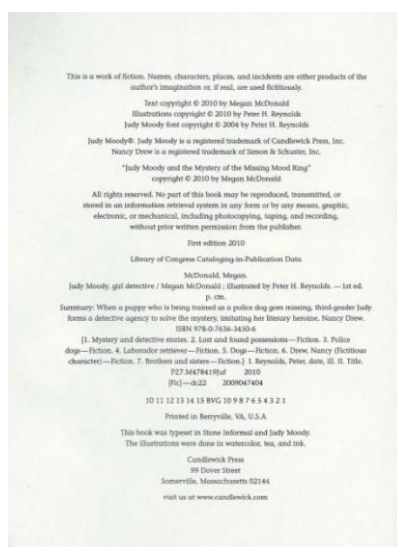 This is a work of fiction. Names, characters, places, and incidents are either products of the
author's imagination or, if real, are used fictitiously.
Text copyright © 2010 by Megan McDonald
Illustrations copyright © 2010 by Peter H. Reynolds
Judy Moody font copyright © 2004 by Peter H. Reynolds
Judy Moody®. Judy Moody is a registered trademark of Candlewick Press, Inc.
Nancy Drew is a registered trademark of Simon & Schuster, Inc.
"Judy Moody and the Mystery of the Missing Mood Ring"
copyright © 2010 by Megan McDonald
All rights reserved. No part of this book may be reproduced, transmitted, or
stored in an information retrieval system in any form or by any means, graphic,
electronic, or mechanical, including photocopying, taping, and recording,
without prior written permission from the publisher.
First edition 2010
Library of Congress Cataloging-in-Publication Data
McDonald, Megan.
Judy Moody, girl detective / Megan McDonald ; illustrated by Peter H. Reynolds. — 1st ed.
p. cm.
Summary: When a puppy who is being trained as a police dog goes missing, third-grader Judy
forms a detective agency to solve the mystery, imitating her literary heroine, Nancy Drew.
ISBN 978-0-7636-3450-6
[1. Mystery and detective stories. 2. Lost and found possessions—Fiction. 3. Police
dogs—Fiction. 4. Labrador retriever—Fiction. 5. Dogs—Fiction. 6. Drew, Nancy (Fictitious
character)—Fiction. 7. Brothers and sisters—Fiction.] I. Reynolds, Peter, date, ill. II. Title.
PZ7.M478419Juf 2010
[Fic]—dc22 2009047404
10 11 12 13 14 15 BVG 10 9 8 7 6 5 4 3 2 1
Printed in Berryville, VA, U.S.A
This book was typeset in Stone Informal and Judy Moody.
The illustrations were done in watercolor, tea, and ink.
Candlewick Press
99 Dover Street
Somerville, Massachusetts 02144
visit us at www.candlewick.com